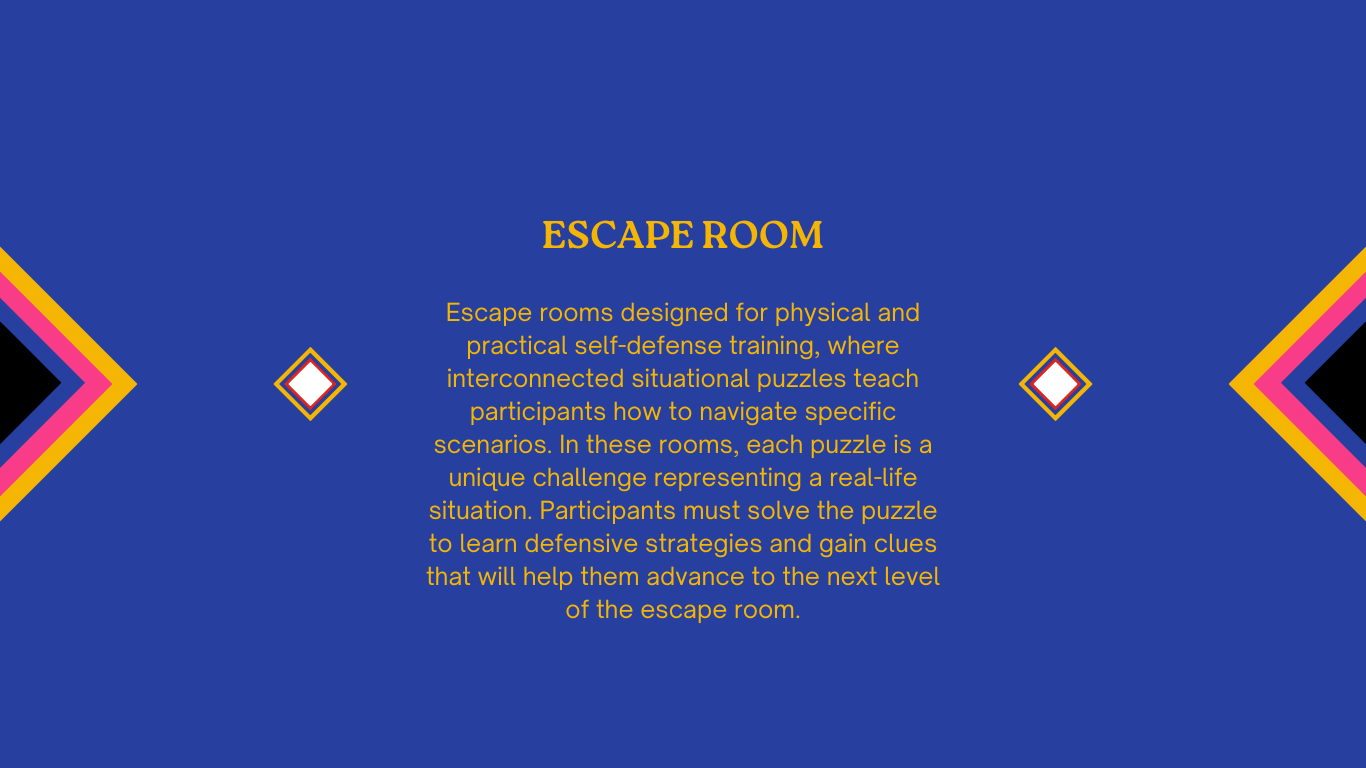 ESCAPE ROOM
Escape rooms designed for physical and
practical self-defense training, where
interconnected situational puzzles teach
participants how to navigate specific
scenarios. In these rooms, each puzzle is a
unique challenge representing a real-life
situation. Participants must solve the puzzle
to learn defensive strategies and gain clues
that will help them advance to the next level
of the escape room.